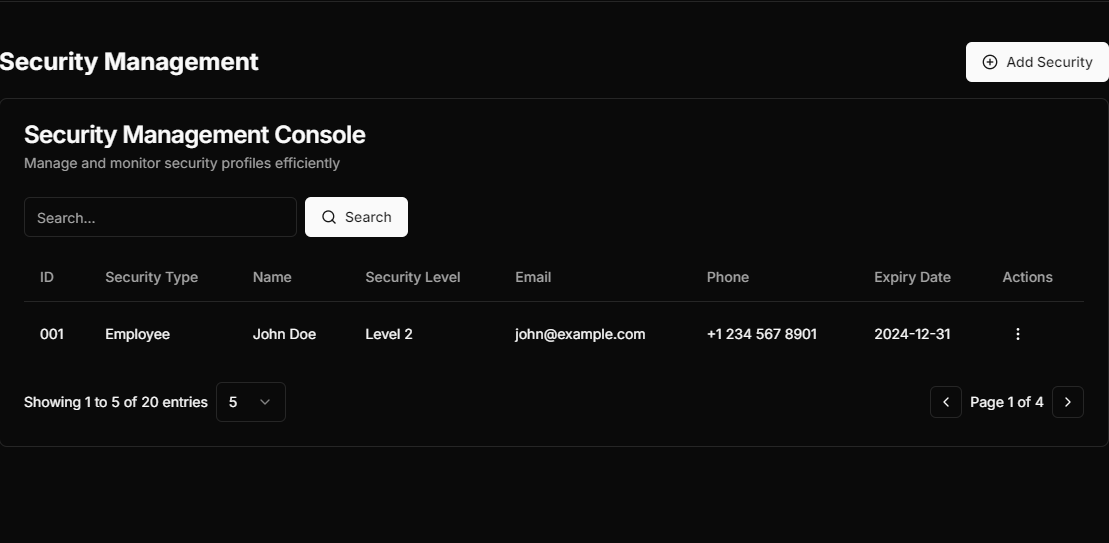 Security Management
Add Security
Security Management Console
Manage and monitor security profiles efficiently
Search...
Search
ID Security Type Name Security Level Email Phone Expiry Date Actions
001 Employee John Doe Level 2 john@example.com +1 234 567 8901 2024-12-31
Showing 1 to 5 of 20 entries 5 Page 1 of 4